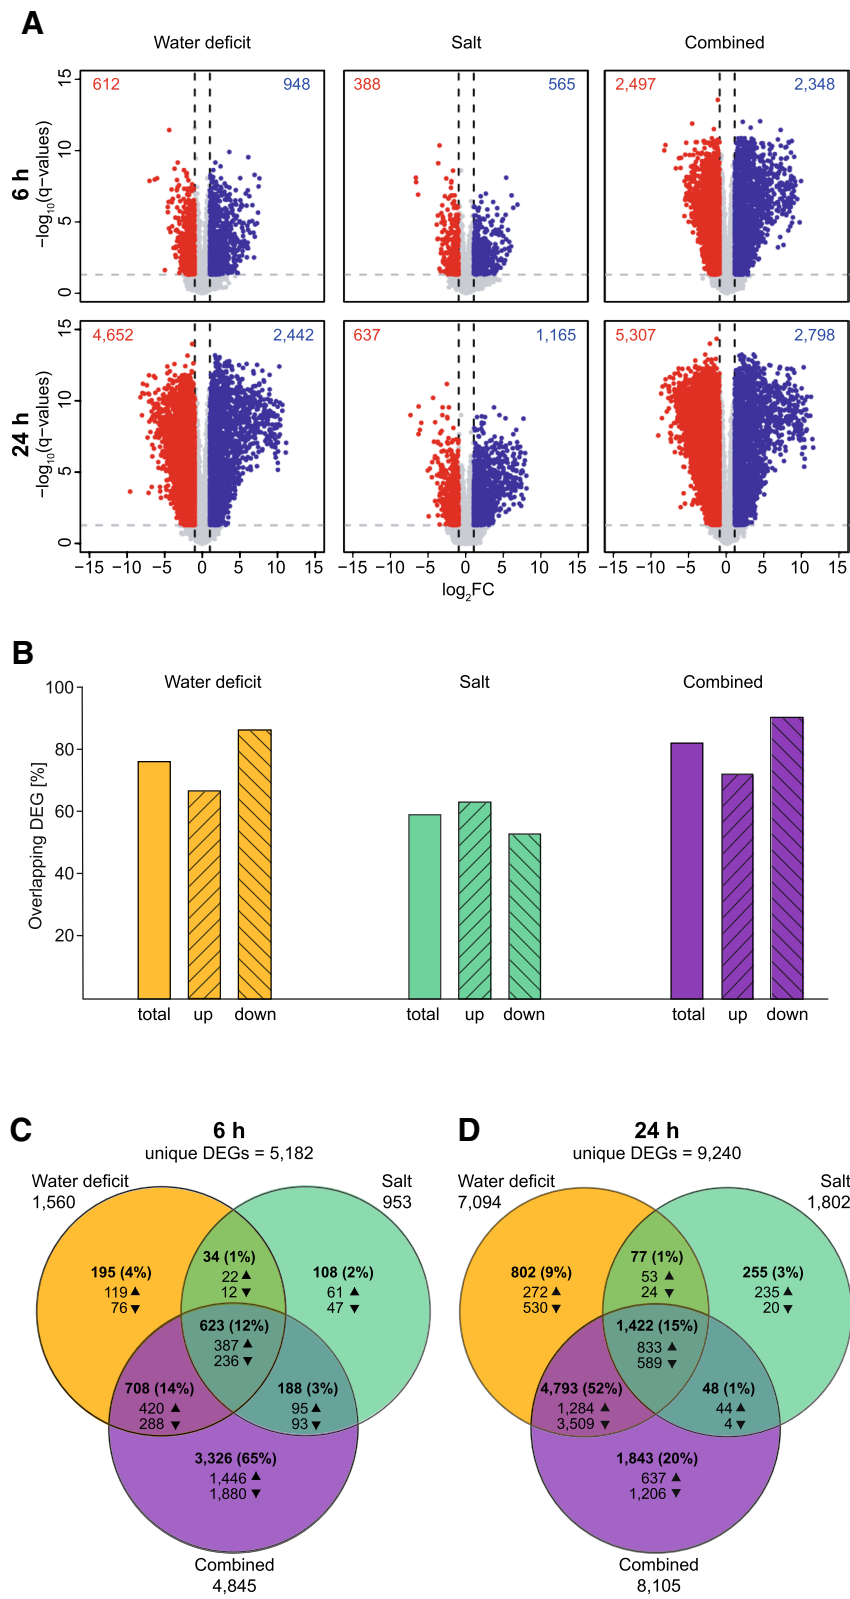 A
Water deficit
Salt
Combined
6 h
−log10(q−values)
15
10
5
0
612
948
388
565
2,497
2,348
24 h
−log10(q−values)
15
10
5
0
4,652
2,442
637
1,165
5,307
2,798
−15 −10 −5 0 5 10 15
−15 −10 −5 0 5 10 15
−15 −10 −5 0 5 10 15
log2FC
B
Water deficit
Salt
Combined
Overlapping DEG [%]
100
80
60
40
20
total up down
total up down
total up down
C
6 h
unique DEGs = 5,182
Water deficit
1,560
Salt
953
195 (4%)
119 ▲
76 ▼
34 (1%)
22 ▲
12 ▼
108 (2%)
61 ▲
47 ▼
623 (12%)
387 ▲
236 ▼
708 (14%)
420 ▲
288 ▼
188 (3%)
95 ▲
93 ▼
3,326 (65%)
1,446 ▲
1,880 ▼
Combined
4,845
D
24 h
unique DEGs = 9,240
Water deficit
7,094
Salt
1,802
802 (9%)
272 ▲
530 ▼
77 (1%)
53 ▲
24 ▼
255 (3%)
235 ▲
20 ▼
1,422 (15%)
833 ▲
589 ▼
4,793 (52%)
1,284 ▲
3,509 ▼
48 (1%)
44 ▲
4 ▼
1,843 (20%)
637 ▲
1,206 ▼
Combined
8,105